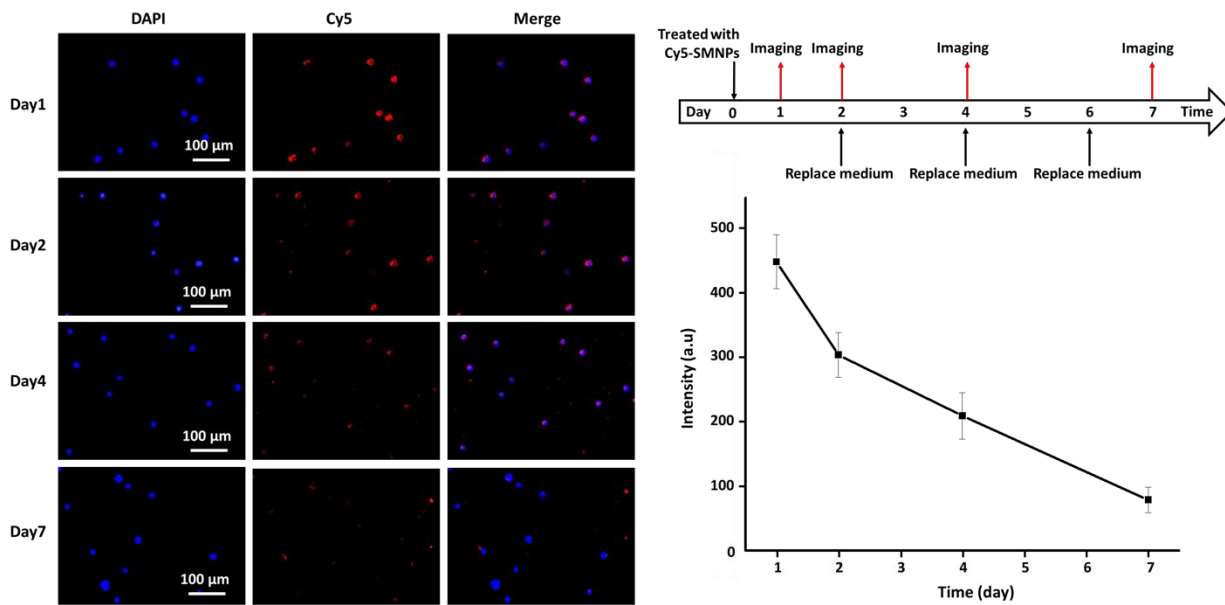 DAPI Cy5 Merge
Day1
100 µm
Day2
100 µm
Day4
100 µm
Day7
100 µm
Treated with
Cy5-SMNPs
Imaging Imaging Imaging Imaging
Day 0 1 2 3 4 5 6 7 Time
Replace medium Replace medium Replace medium
500
400
300
200
100
0
Intensity (a.u)
1 2 3 4 5 6 7
Time (day)